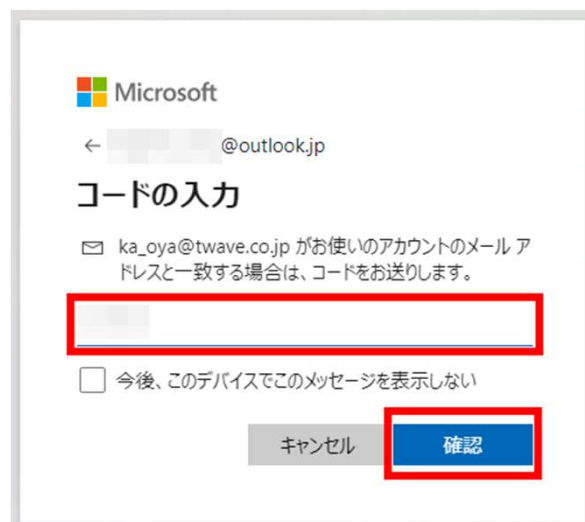 Microsoft
← @outlook.jp
コードの入力
ka_oya@twave.co.jp がお使いのアカウントのメール ア
ドレスと一致する場合は、コードをお送りします。
今後、このデバイスでこのメッセージを表示しない
キャンセル 確認